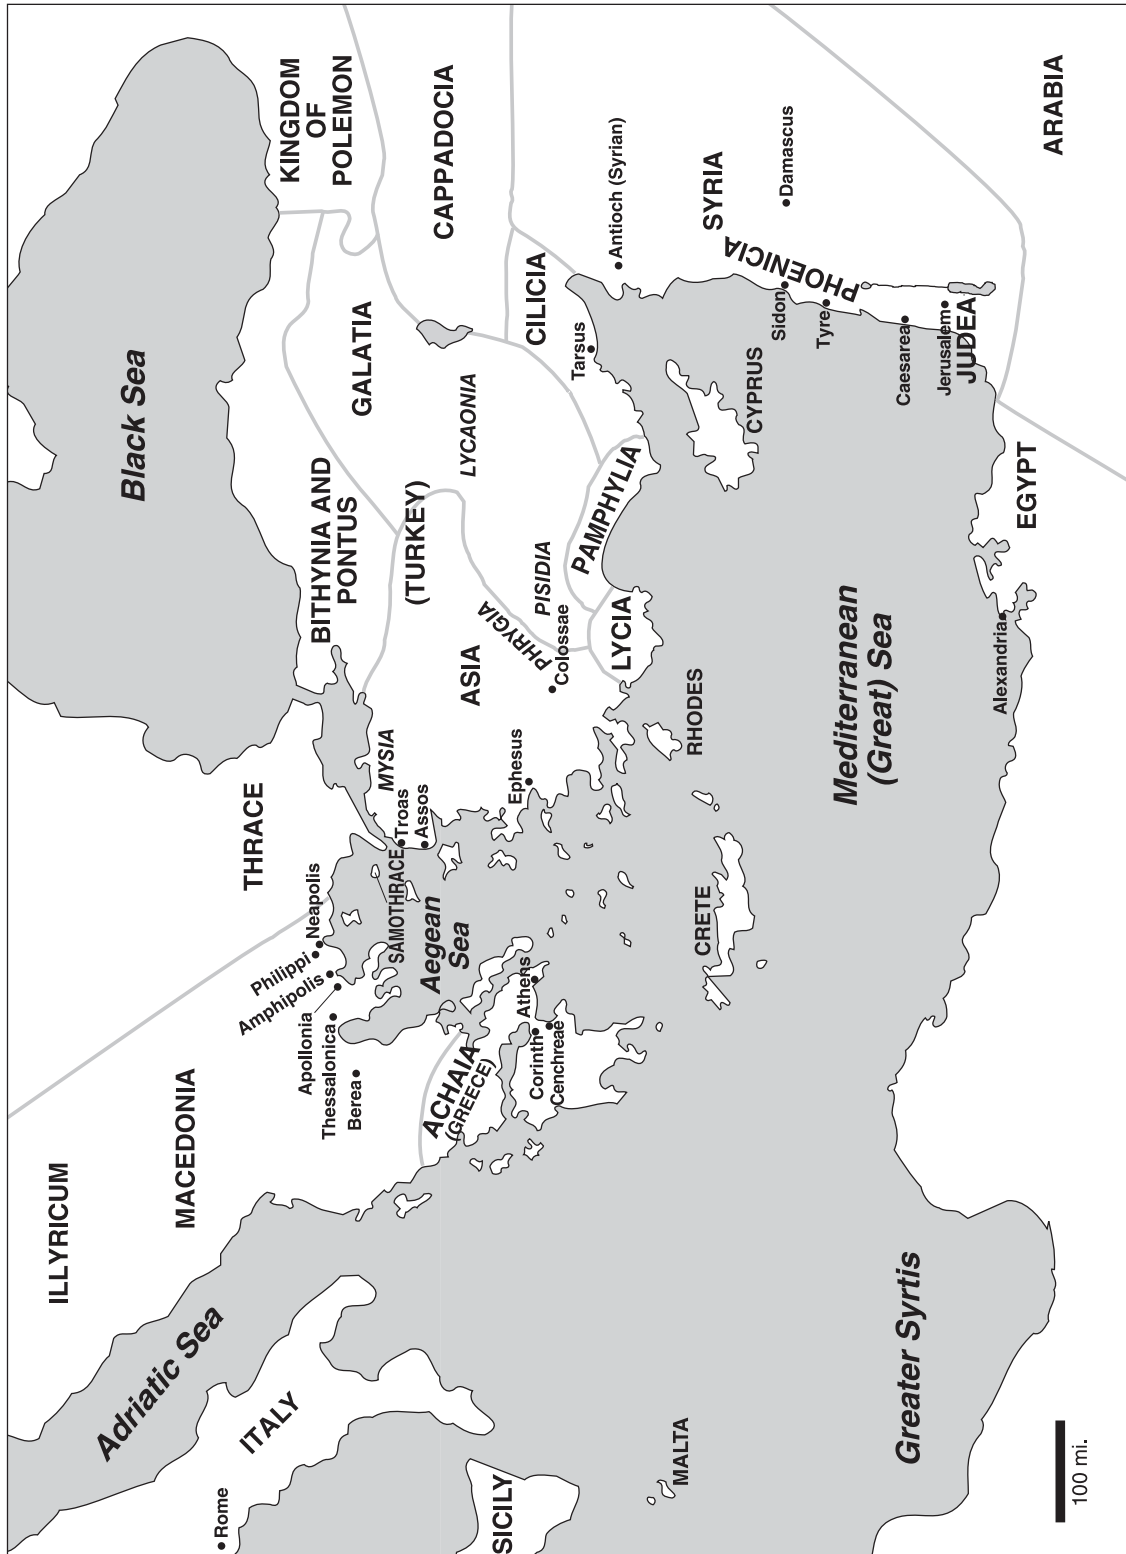 ILLYRICUM
MACEDONIA
THRACE
Black Sea
Adriatic Sea
ITALY
Rome
Philippi
Neapolis
Amphipolis
Apollonia
Thessalonica
Berea
SAMOTHRACE
Aegean
Sea
ACHAIA
(GREECE)
Athens
Corinth
Cenchreae
MYSIA
Troas
Assos
Ephesus
ASIA
(TURKEY)
BITHYNIA AND
PONTUS
GALATIA
KINGDOM
OF
POLEMON
CAPPADOCIA
LYCAONIA
PHRYGIA
PISIDIA
Colossae
LYCIA
PAMPHYLIA
CILICIA
Tarsus
Antioch (Syrian)
SYRIA
PHOENICIA
Damascus
Sidon
Tyre
Caesarea
Jerusalem
JUDEA
ARABIA
EGYPT
Alexandria
CYPRUS
RHODES
CRETE
Mediterranean
(Great) Sea
Greater Syrtis
MALTA
SICILY
100 mi.